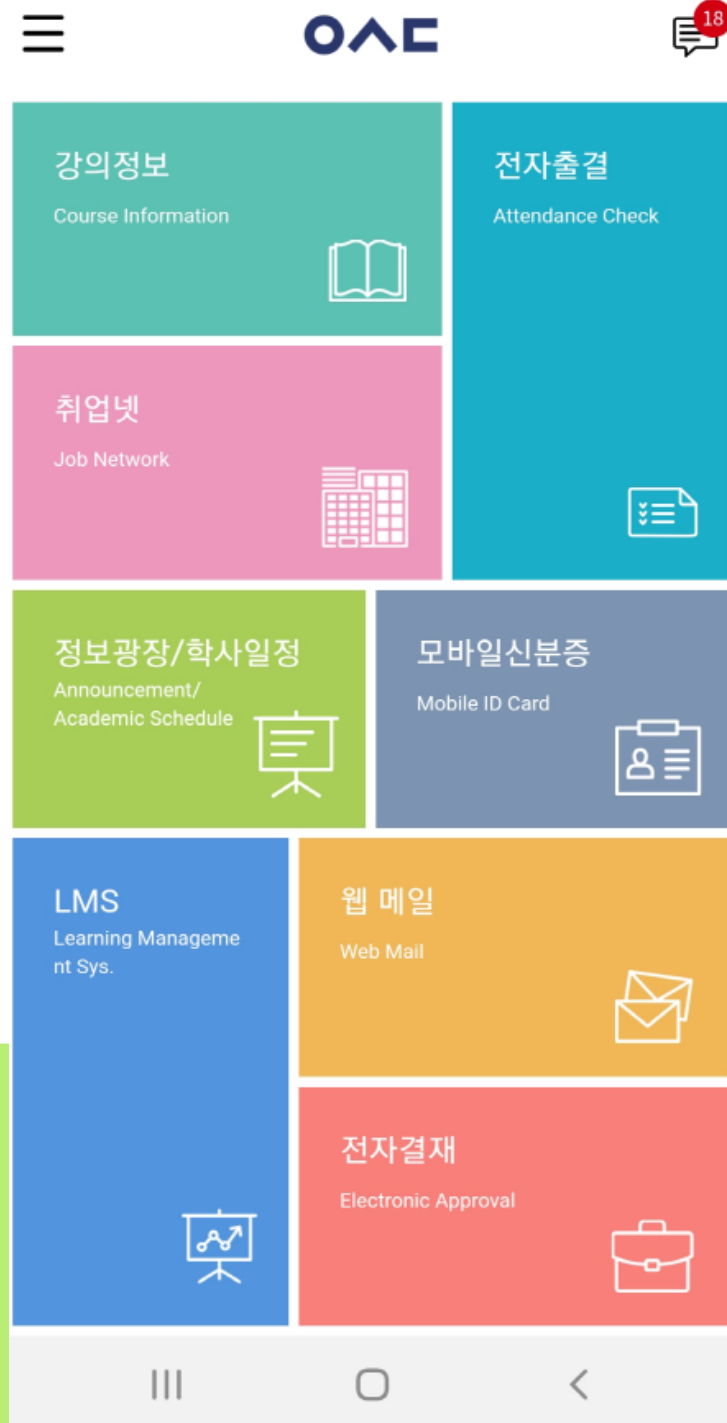 ㅇㅅㄷ
18
강의정보
Course Information
전자출결
Attendance Check
취업넷
Job Network
정보광장/학사일정
Announcement/
Academic Schedule
모바일신분증
Mobile ID Card
LMS
Learning Manageme
nt Sys.
웹 메일
Web Mail
전자결재
Electronic Approval